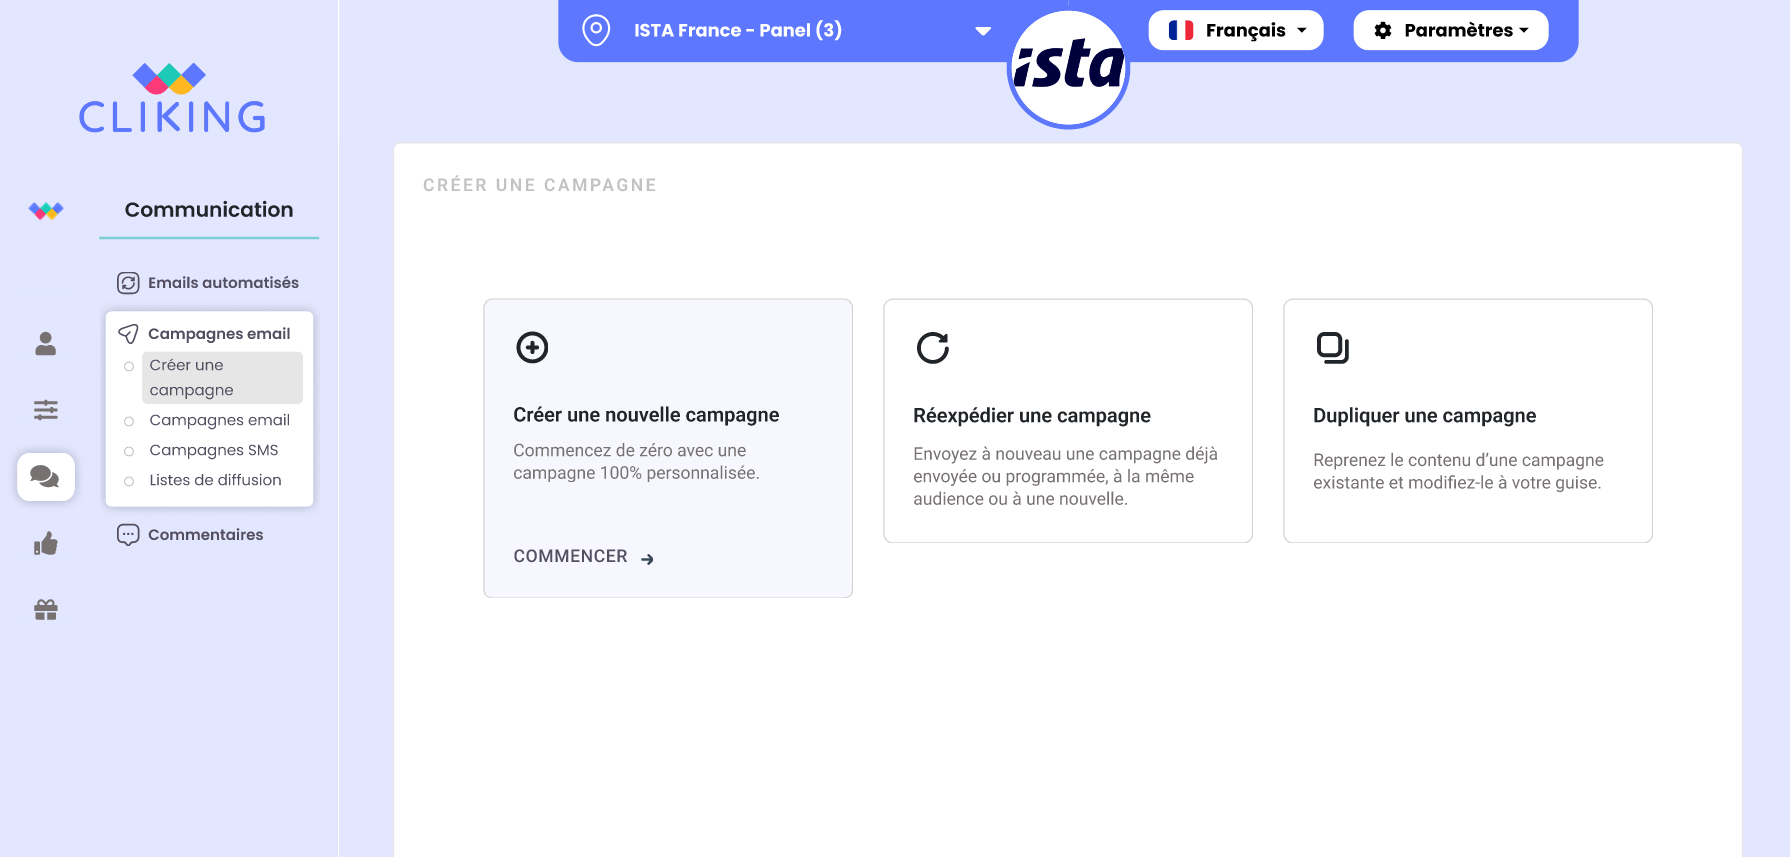 ISTA France - Panel (3)
ista
Français
Paramètres
CLIKING
Communication
Emails automatisés
Campagnes email
Créer une
campagne
Campagnes email
Campagnes SMS
Listes de diffusion
Commentaires
CRÉER UNE CAMPAGNE
Créer une nouvelle campagne
Commencez de zéro avec une
campagne 100% personnalisée.
COMMENCER
Réexpédier une campagne
Envoyez à nouveau une campagne déjà
envoyée ou programmée, à la même
audience ou à une nouvelle.
Dupliquer une campagne
Reprenez le contenu d’une campagne
existante et modifiez-le à votre guise.